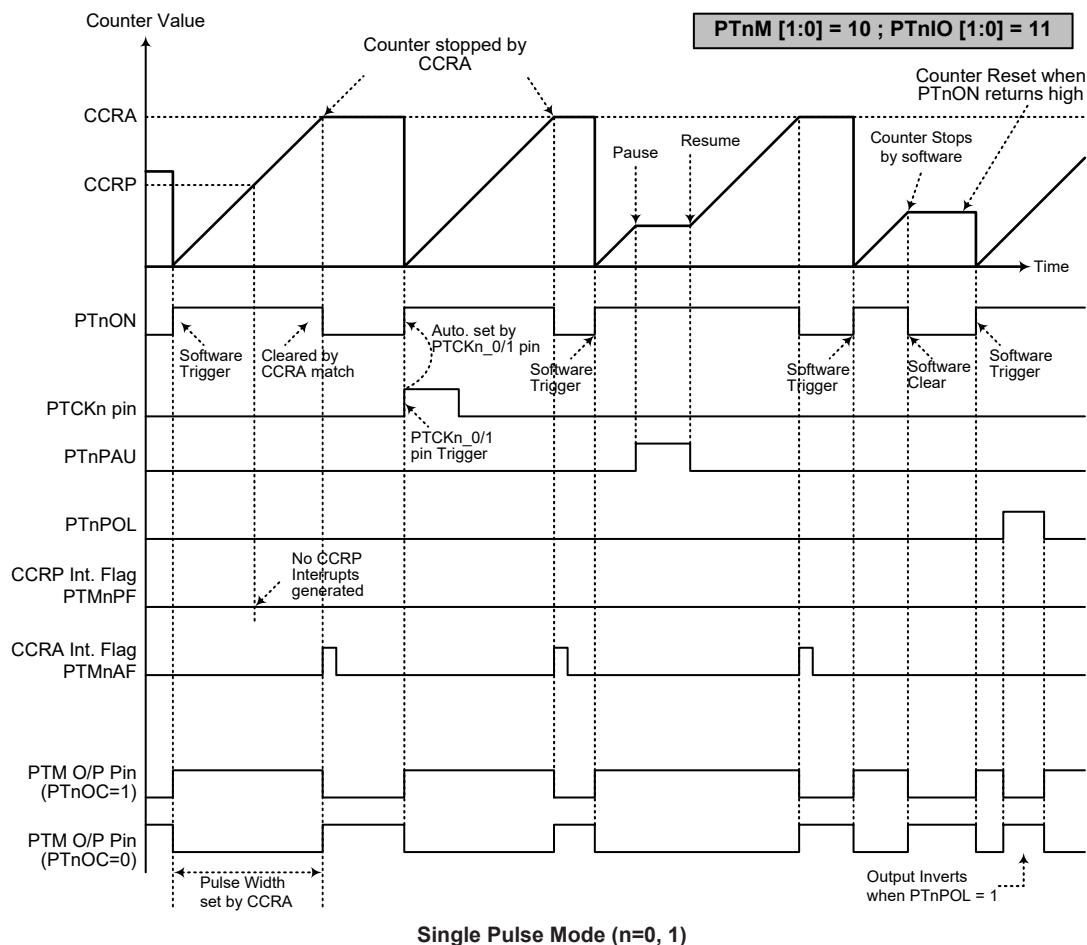 Counter Value
PTnM [1:0] = 10 ; PTnIO [1:0] = 11
Counter stopped by
CCRA
Counter Reset when
PTnON returns high
CCRA
Pause
Resume
Counter Stops
by software
CCRP
Time
PTnON
Software
Trigger
Cleared by
CCRA match
Auto. set by
PTCKn_0/1 pin
Software
Trigger
Software
Trigger
Software
Clear
Software
Trigger
PTCKn pin
PTCKn_0/1
pin Trigger
PTnPAU
PTnPOL
No CCRP
Interrupts
generated
CCRP Int. Flag
PTMnPF
CCRA Int. Flag
PTMnAF
PTM O/P Pin
(PTnOC=1)
PTM O/P Pin
(PTnOC=0)
Pulse Width
set by CCRA
Output Inverts
when PTnPOL = 1
Single Pulse Mode (n=0, 1)